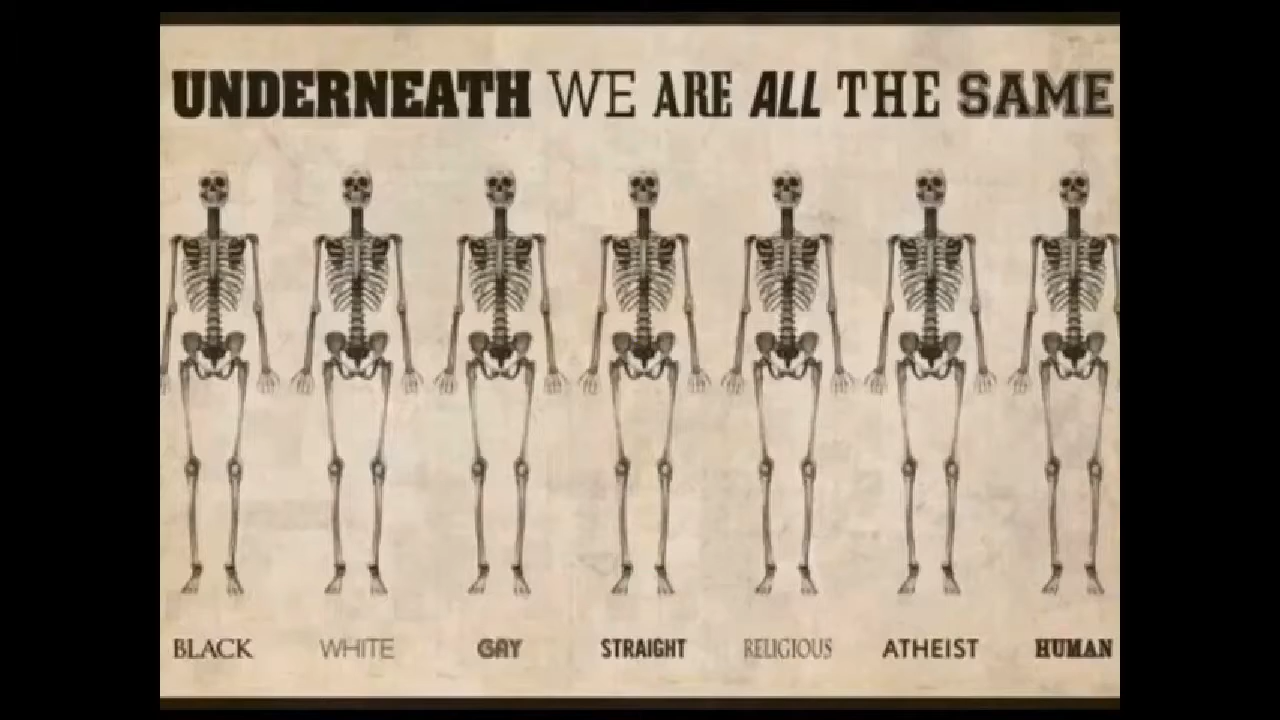 UNDERNEATH WE ARE ALL THE SAME
BLACK WHITE GAY STRAIGHT RELIGIOUS ATHEIST HUMAN